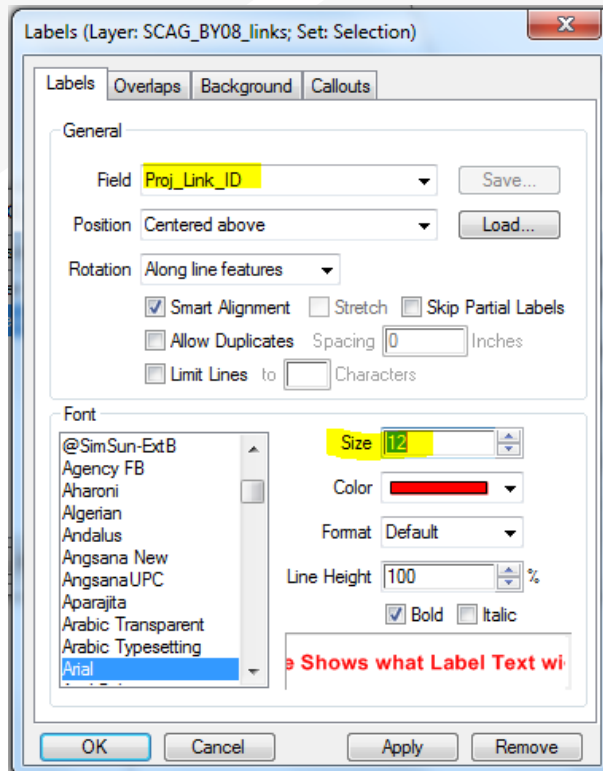 Labels (Layer: SCAG_BY08_links; Set: Selection)
Labels Overlaps Background Callouts
General
Field Proj_Link_ID Save...
Position Centered above Load...
Rotation Along line features
Smart Alignment Stretch Skip Partial Labels
Allow Duplicates Spacing 0 Inches
Limit Lines to Characters
Font
@SimSun-ExtB
Agency FB
Aharoni
Algerian
Andalus
Angsana New
AngsanaUPC
Aparajita
Arabic Transparent
Arabic Typesetting
Arial
Size 12
Color
Format Default
Line Height 100 %
Bold Italic
e Shows what Label Text wi
OK Cancel Apply Remove